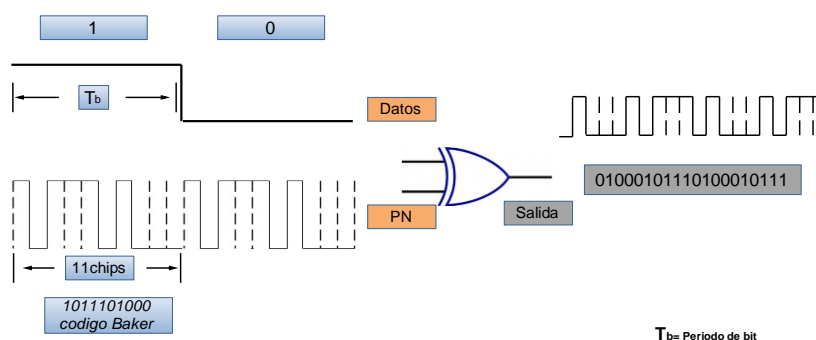 1
0
Tb
Datos
PN
Salida
01000101110100010111
11chips
1011101000
codigo Baker
Tb= Periodo de bit